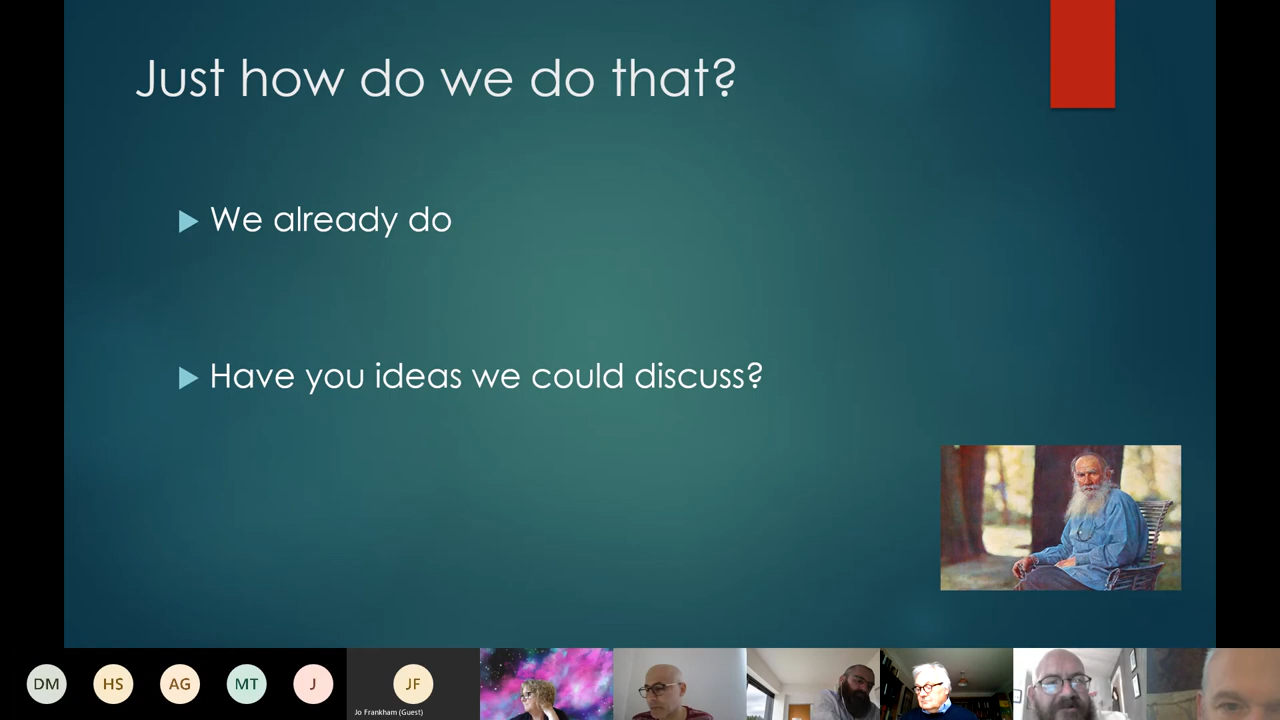 Just how do we do that?
We already do
Have you ideas we could discuss?
DM
HS
AG
MT
J
JF
Jo Frankham (Guest)